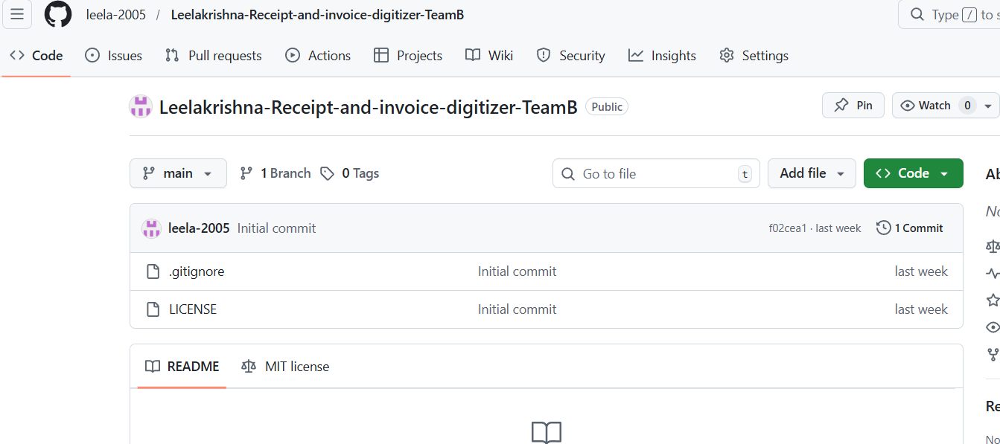 leela-2005 / Leelakrishna-Receipt-and-invoice-digitizer-TeamB
Type / to s
Code Issues Pull requests Actions Projects Wiki Security Insights Settings
Leelakrishna-Receipt-and-invoice-digitizer-TeamB Public
Pin Watch 0
main 1 Branch 0 Tags Go to file t Add file Code
Ab
No
leela-2005 Initial commit f02cea1 · last week 1 Commit
.gitignore Initial commit last week
LICENSE Initial commit last week
README MIT license
Re
No